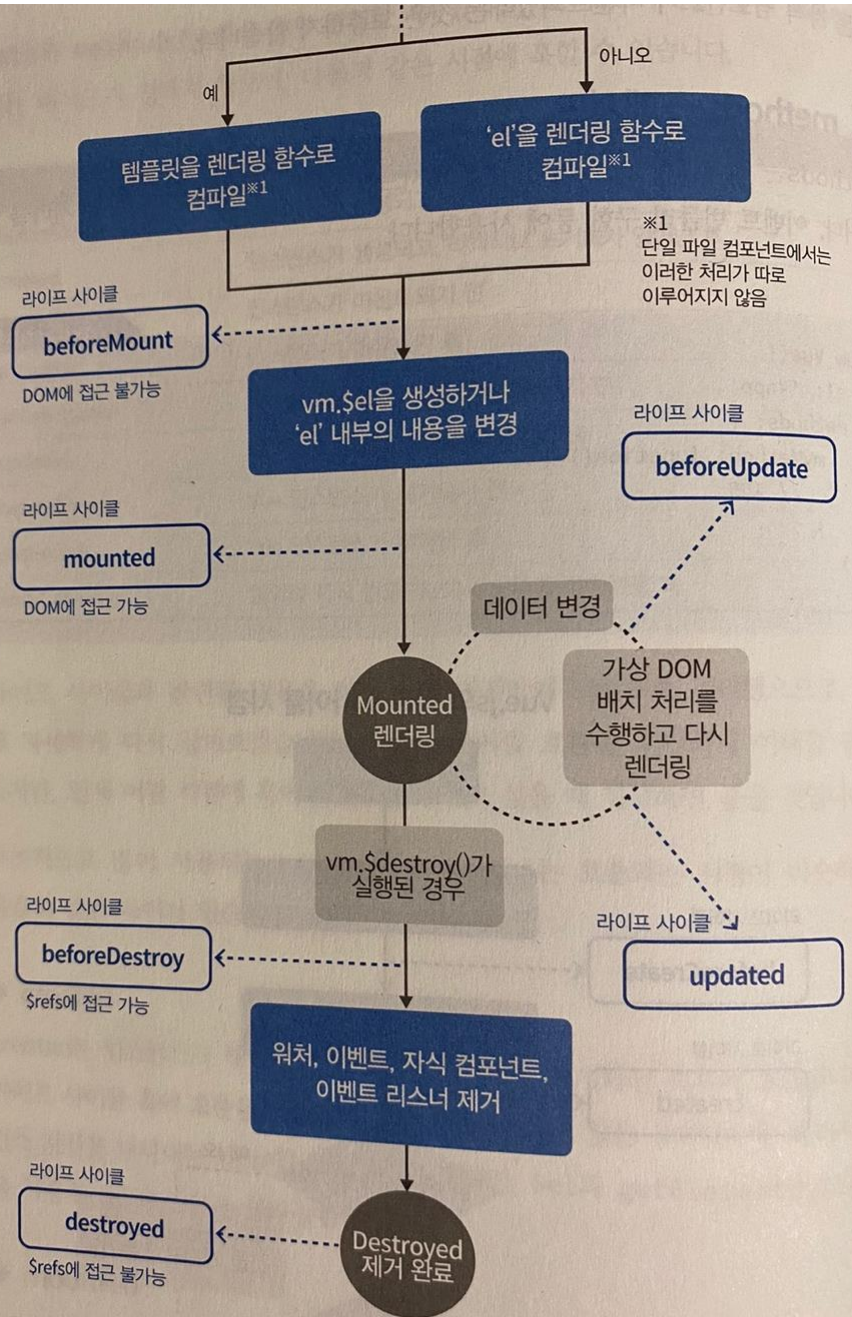 아니오
예
템플릿을 렌더링 함수로
컴파일※1
'el'을 렌더링 함수로
컴파일※1
※1
단일 파일 컴포넌트에서는
이러한 처리가 따로
이루어지지 않음
라이프 사이클
beforeMount
DOM에 접근 불가능
vm.$el을 생성하거나
'el' 내부의 내용을 변경
라이프 사이클
beforeUpdate
라이프 사이클
mounted
DOM에 접근 가능
데이터 변경
가상 DOM
배치 처리를
수행하고 다시
렌더링
Mounted
렌더링
vm.$destroy()가
실행된 경우
라이프 사이클
beforeDestroy
$refs에 접근 가능
라이프 사이클
updated
워처, 이벤트, 자식 컴포넌트,
이벤트 리스너 제거
라이프 사이클
destroyed
$refs에 접근 불가능
Destroyed
제거 완료